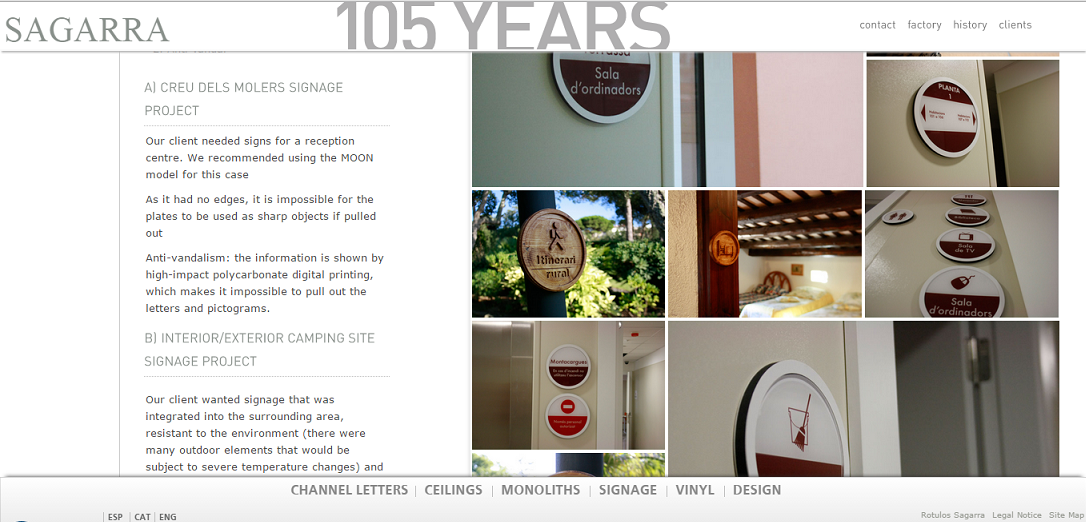 SAGARRA
105 YEARS
contact factory history clients
A) CREU DELS MOLERS SIGNAGE
PROJECT
Our client needed signs for a reception
centre. We recommended using the MOON
model for this case
As it had no edges, it is impossible for the
plates to be used as sharp objects if pulled
out
Anti-vandalism: the information is shown by
high-impact polycarbonate digital printing,
which makes it impossible to pull out the
letters and pictograms.
B) INTERIOR/EXTERIOR CAMPING SITE
SIGNAGE PROJECT
Our client wanted signage that was
integrated into the surrounding area,
resistant to the environment (there were
many outdoor elements that would be
subject to severe temperature changes) and
Sala
d'ordinadors
PLANTA
1
Itinerari
rural
Sala
de TV
Sala
d'ordinadors
Montacargues
CHANNEL LETTERS | CEILINGS | MONOLITHS | SIGNAGE | VINYL | DESIGN
| ESP | CAT | ENG
Rotulos Sagarra Legal Notice Site Map